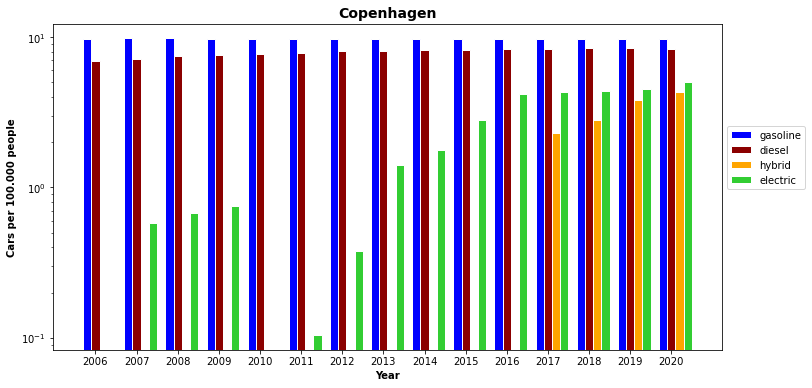 Copenhagen
Cars per 100.000 people
10¹
10⁰
10⁻¹
2006 2007 2008 2009 2010 2011 2012 2013 2014 2015 2016 2017 2018 2019 2020
Year
gasoline
diesel
hybrid
electric